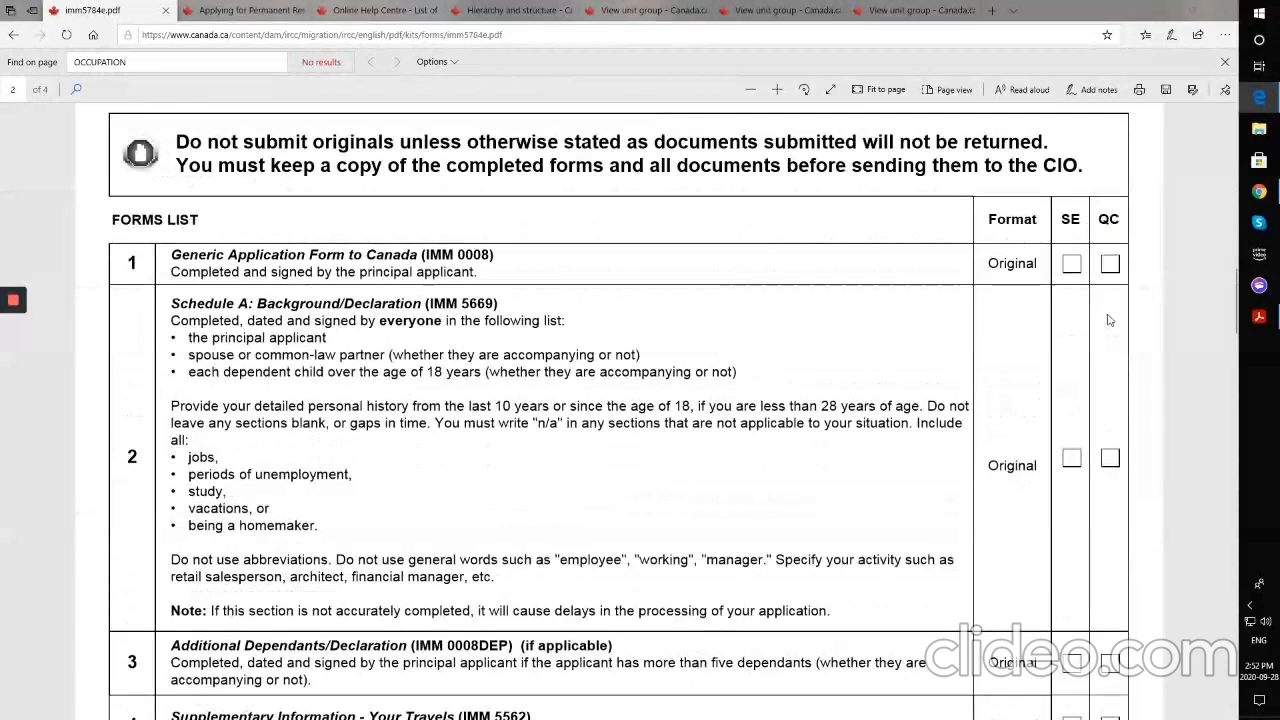 imm5784e.pdf
Applying for Permanent Res
Online Help Centre - List of
Hierarchy and structure - C
View unit group - Canada.c
View unit group - Canada.c
View unit group - Canada.c
https://www.canada.ca/content/dam/ircc/migration/ircc/english/pdf/kits/forms/imm5784e.pdf
Find on page
OCCUPATION
No results
Options
2 of 4
Fit to page
Page view
Read aloud
Add notes
Do not submit originals unless otherwise stated as documents submitted will not be returned.
You must keep a copy of the completed forms and all documents before sending them to the CIO.
FORMS LIST
Format
SE
QC
1
Generic Application Form to Canada (IMM 0008)
Completed and signed by the principal applicant.
Original
2
Schedule A: Background/Declaration (IMM 5669)
Completed, dated and signed by everyone in the following list:
• the principal applicant
• spouse or common-law partner (whether they are accompanying or not)
• each dependent child over the age of 18 years (whether they are accompanying or not)
Provide your detailed personal history from the last 10 years or since the age of 18, if you are less than 28 years of age. Do not
leave any sections blank, or gaps in time. You must write "n/a" in any sections that are not applicable to your situation. Include
all:
• jobs,
• periods of unemployment,
• study,
• vacations, or
• being a homemaker.
Do not use abbreviations. Do not use general words such as "employee", "working", "manager." Specify your activity such as
retail salesperson, architect, financial manager, etc.
Note: If this section is not accurately completed, it will cause delays in the processing of your application.
Original
3
Additional Dependants/Declaration (IMM 0008DEP) (if applicable)
Completed, dated and signed by the principal applicant if the applicant has more than five dependants (whether they are
accompanying or not).
Original
Supplementary Information - Your Travels (IMM 5562)
clideo.com
prime video
ENG
2:52 PM
2020-09-28